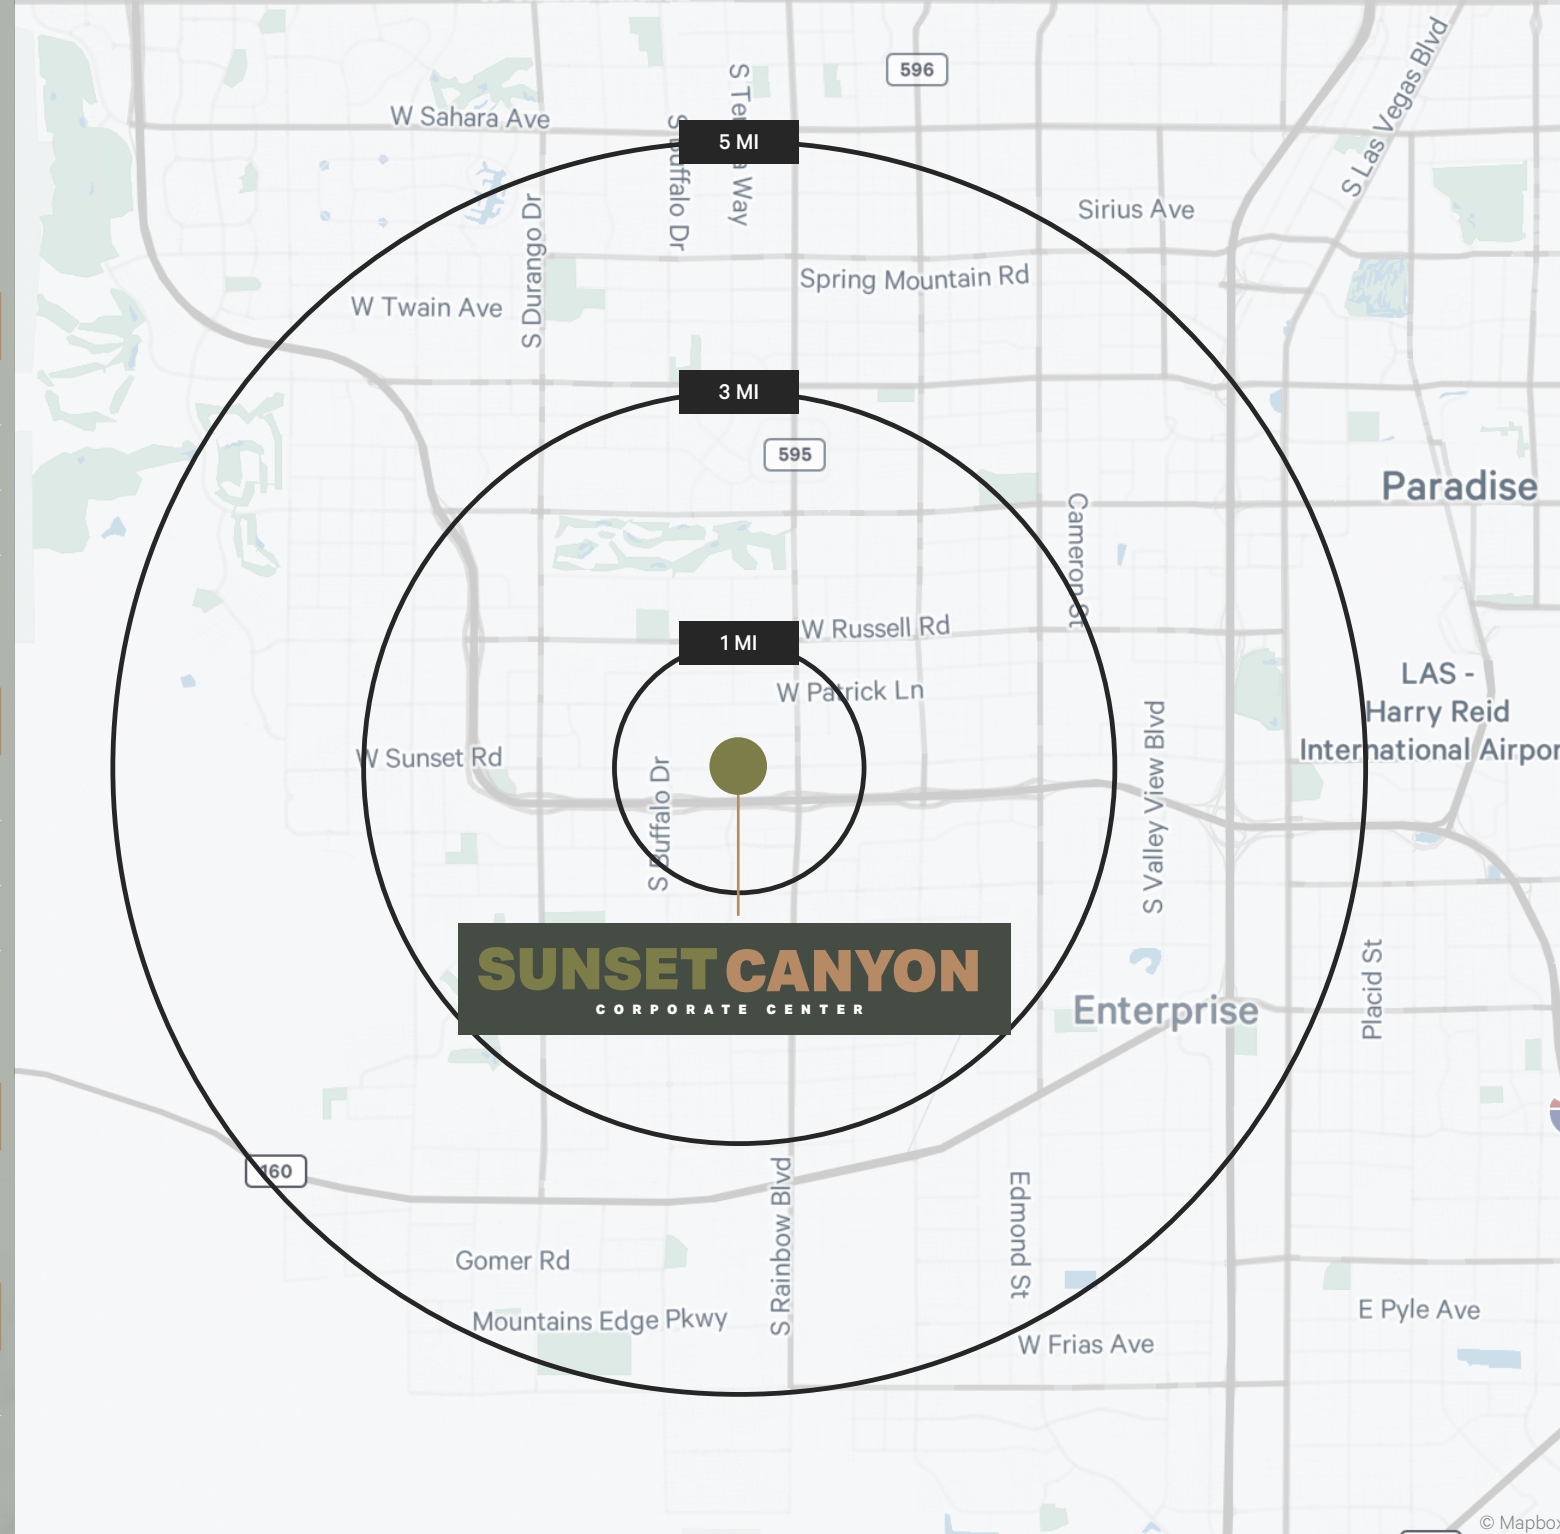 596
S Las Vegas Blvd
W Sahara Ave
5 MI
S Buffalo Dr
Way
Sirius Ave
S Durango Dr
Spring Mountain Rd
W Twain Ave
3 MI
595
Paradise
Cameron St
W Russell Rd
1 MI
W Patrick Ln
LAS -
Harry Reid
International Airpor
W Sunset Rd
S Buffalo Dr
S Valley View Blvd
SUNSET CANYON
CORPORATE CENTER
Enterprise
Placid St
160
S Rainbow Blvd
Edmond St
Gomer Rd
Mountains Edge Pkwy
E Pyle Ave
W Frias Ave
© Mapbox